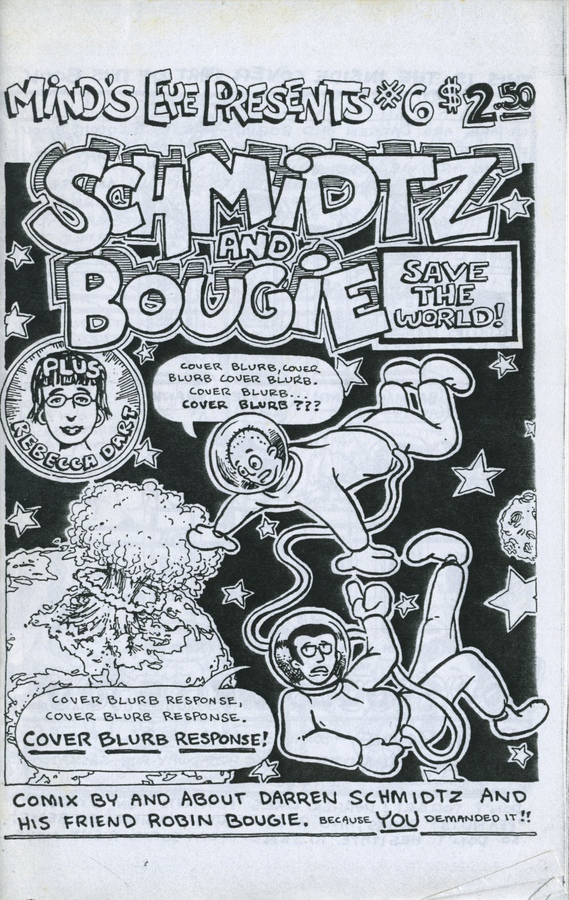 MiND'S EYE PRESENTS #6 $2.50
SCHMiDTZ
AND
BOUGiE
SAVE
THE
WORLD!
PLUS
REBECCA DART
COVER BLURB, COVER
BLURB COVER BLURB.
COVER BLURB...
COVER BLURB ???
COVER BLURB RESPONSE,
COVER BLURB RESPONSE.
COVER BLURB RESPONSE!
COMIX BY AND ABOUT DARREN SCHMIDTZ AND
HIS FRIEND ROBIN BOUGIE. BECAUSE YOU DEMANDED IT!!